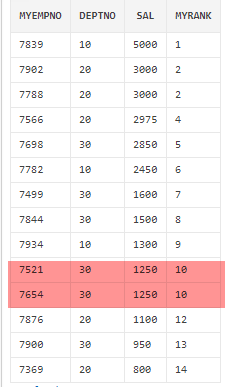 MYEMPNO DEPTNO SAL MYRANK
7839 10 5000 1
7902 20 3000 2
7788 20 3000 2
7566 20 2975 4
7698 30 2850 5
7782 10 2450 6
7499 30 1600 7
7844 30 1500 8
7934 10 1300 9
7521 30 1250 10
7654 30 1250 10
7876 20 1100 12
7900 30 950 13
7369 20 800 14